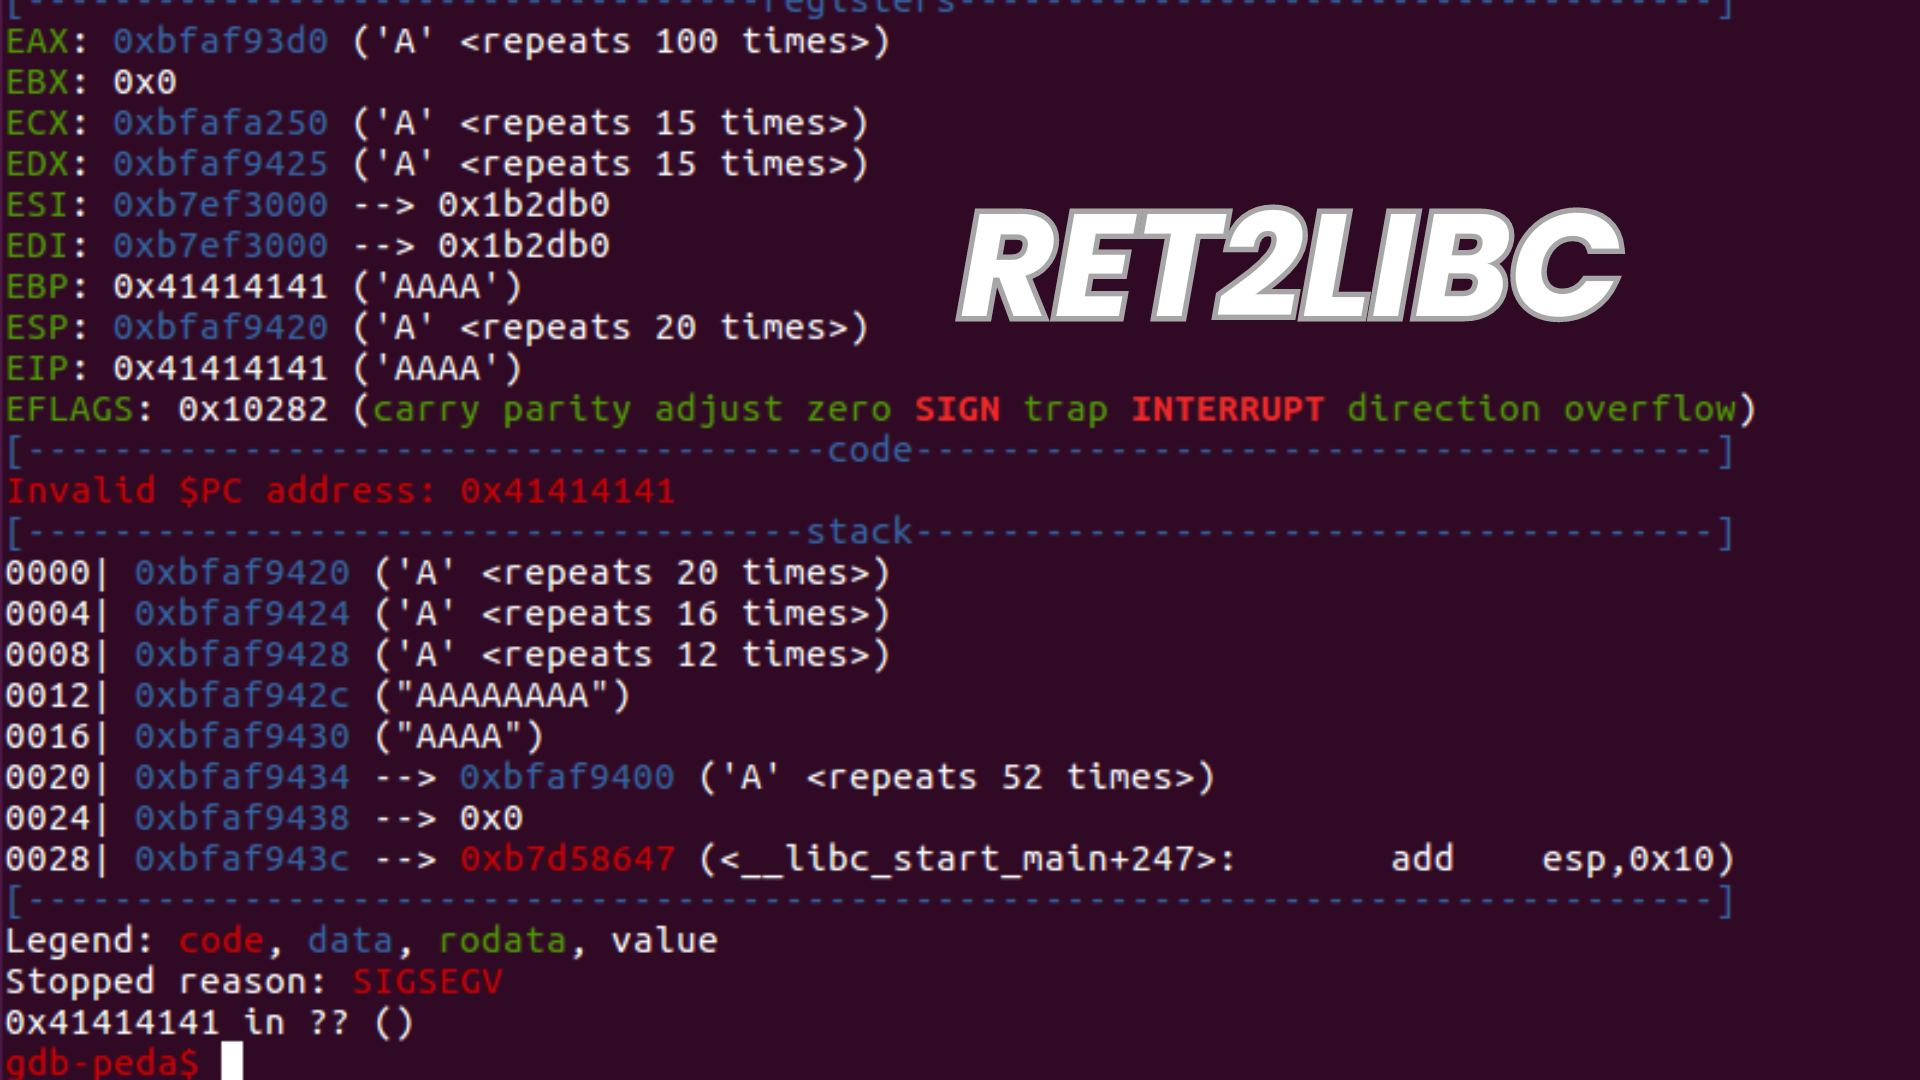 [-----------------------------------registers-----------------------------------]
EAX: 0xbfaf93d0 ('A' <repeats 100 times>)
EBX: 0x0
ECX: 0xbfafa250 ('A' <repeats 15 times>)
EDX: 0xbfaf9425 ('A' <repeats 15 times>)
ESI: 0xb7ef3000 --> 0x1b2db0
EDI: 0xb7ef3000 --> 0x1b2db0
EBP: 0x41414141 ('AAAA')
ESP: 0xbfaf9420 ('A' <repeats 20 times>)
EIP: 0x41414141 ('AAAA')
EFLAGS: 0x10282 (carry parity adjust zero SIGN trap INTERRUPT direction overflow)
RET2LIBC
[-------------------------------------code-------------------------------------]
Invalid $PC address: 0x41414141
[------------------------------------stack-------------------------------------]
0000| 0xbfaf9420 ('A' <repeats 20 times>)
0004| 0xbfaf9424 ('A' <repeats 16 times>)
0008| 0xbfaf9428 ('A' <repeats 12 times>)
0012| 0xbfaf942c ("AAAAAAAA")
0016| 0xbfaf9430 ("AAAA")
0020| 0xbfaf9434 --> 0xbfaf9400 ('A' <repeats 52 times>)
0024| 0xbfaf9438 --> 0x0
0028| 0xbfaf943c --> 0xb7d58647 (<__libc_start_main+247>:       add    esp,0x10)
[------------------------------------------------------------------------------]
Legend: code, data, rodata, value
Stopped reason: SIGSEGV
0x41414141 in ?? ()
gdb-peda$